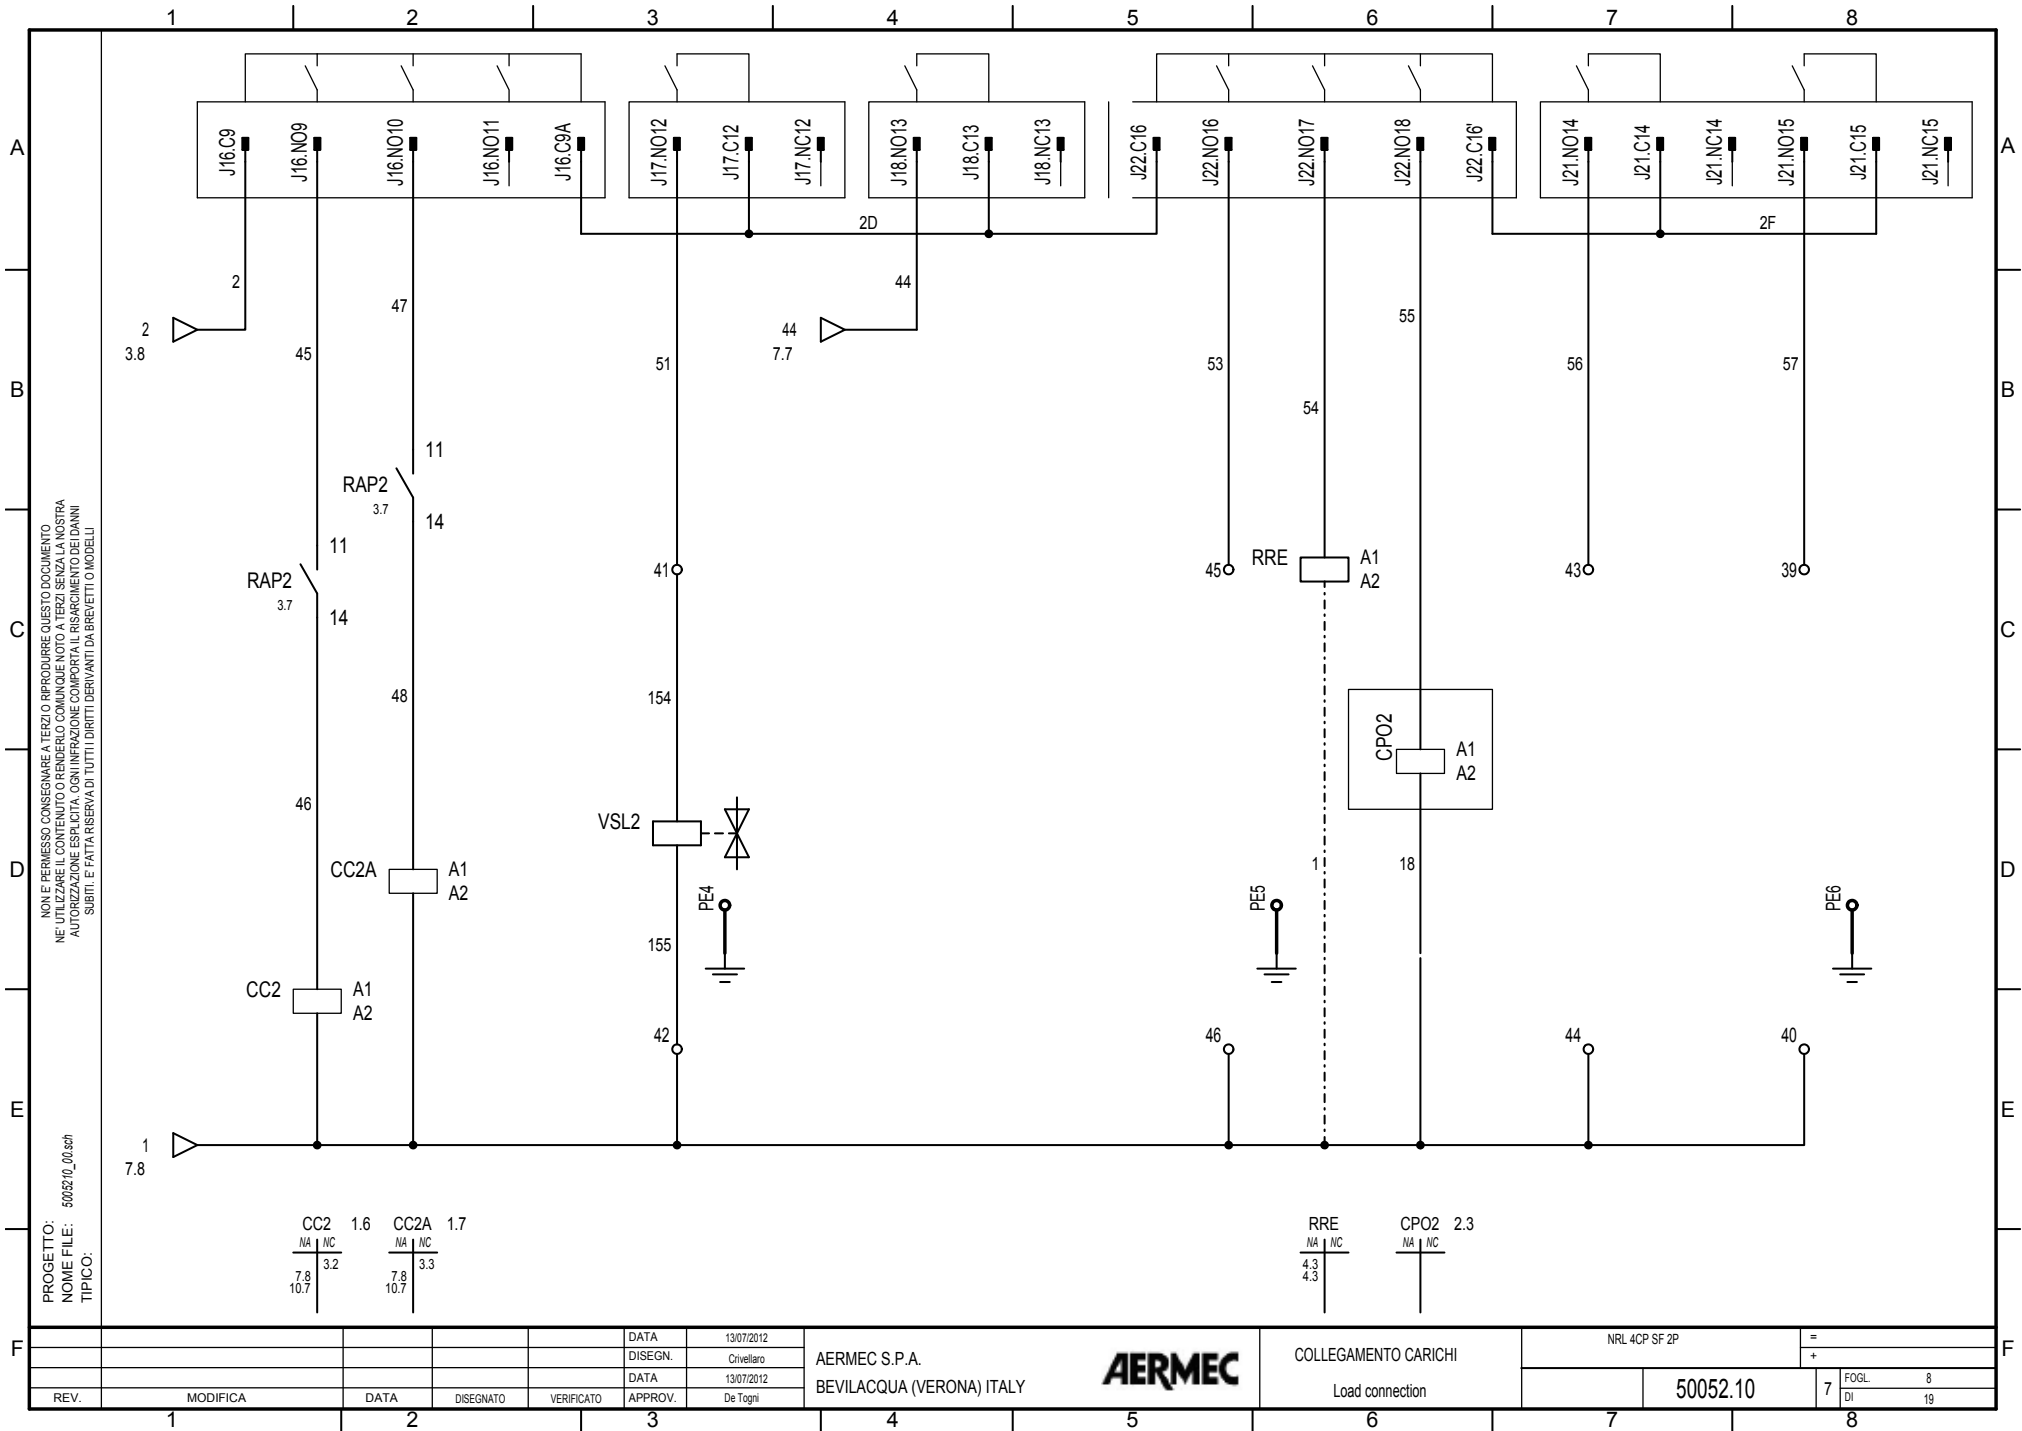 1 2 3 4 5 6 7 8
A A
J16.C9
J16.NO9
J16.NO10
J16.NO11
J16.C9A
J17.NO12
J17.C12
J17.NC12
J18.NO13
J18.C13
J18.NC13
J22.C16
J22.NO16
J22.NO17
J22.NO18
J22.C16'
J21.NO14
J21.C14
J21.NC14
J21.NO15
J21.C15
J21.NC15
2D 2F
2 47 44 55
2 44
3.8 45 51 7.7 53 56 57
B B
54
11
RAP2
3.7
14
11
RAP2
3.7
14
41 45 RRE A1 43 39
A2
C C
48 154
CPO2
A1
A2
46
VSL2
D D
CC2A A1
A2
1 18
PE4 PE5 PE6
155
CC2 A1
A2
42 46 44 40
E E
1
7.8
CC2 1.6 CC2A 1.7 RRE CPO2 2.3
NA NC NA NC NA NC NA NC
3.2 3.3 4.3
7.8 7.8 4.3
10.7 10.7
NON E' PERMESSO CONSEGNARE A TERZI O RIPRODURRE QUESTO DOCUMENTO
NE' UTILIZZARE IL CONTENUTO O RENDERLO COMUNQUE NOTO A TERZI SENZA LA NOSTRA
AUTORIZZAZIONE ESPLICITA. OGNI INFRAZIONE COMPORTA IL RISARCIMENTO DEI DANNI
SUBITI. E' FATTA RISERVA DI TUTTI I DIRITTI DERIVANTI DA BREVETTI O MODELLI
PROGETTO:
NOME FILE: 5005210_00.sch
TIPICO:
F F
DATA 13/07/2012
DISEGN. Crivellaro
DATA 13/07/2012
REV. MODIFICA DATA DISEGNATO VERIFICATO APPROV. De Togni
AERMEC S.P.A.
BEVILACQUA (VERONA) ITALY
AERMEC
COLLEGAMENTO CARICHI
Load connection
NRL 4CP SF 2P
=
+
50052.10
7
FOGL. 8
DI 19
1 2 3 4 5 6 7 8